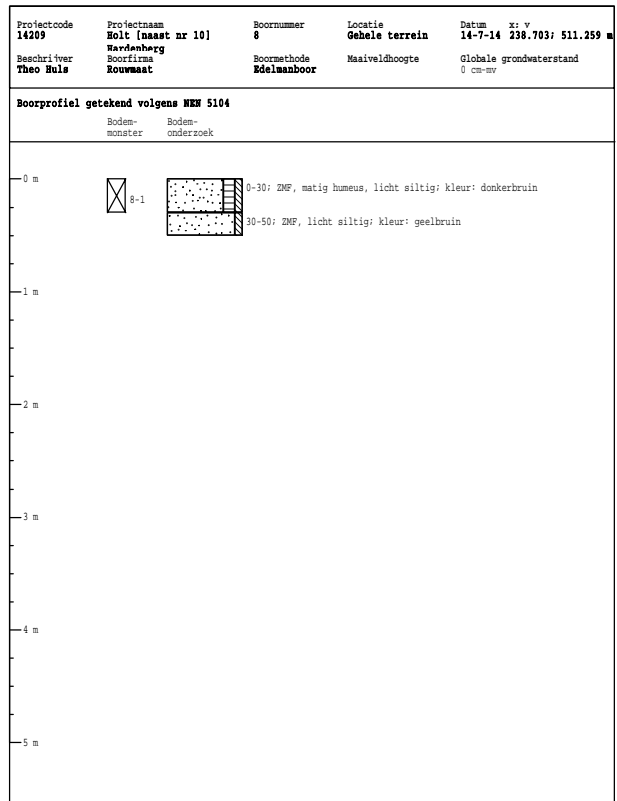 Projectcode Projectnaam Boornummer Locatie Datum x: y
14209 Holt [naast nr 10] 8 Gehele terrein 14-7-14 238.703; 511.259 m
Hardenberg
Beschrijver Boorfirma Boormethode Maaiveldhoogte Globale grondwaterstand
Theo Huls Rouwmaat Edelmanboor 0 cm-mv
Boorprofiel getekend volgens NEN 5104
Bodem- Bodem-
monster onderzoek
0 m
8-1 0-30; ZMF, matig humeus, licht siltig; kleur: donkerbruin
30-50; ZMF, licht siltig; kleur: geelbruin
1 m
2 m
3 m
4 m
5 m